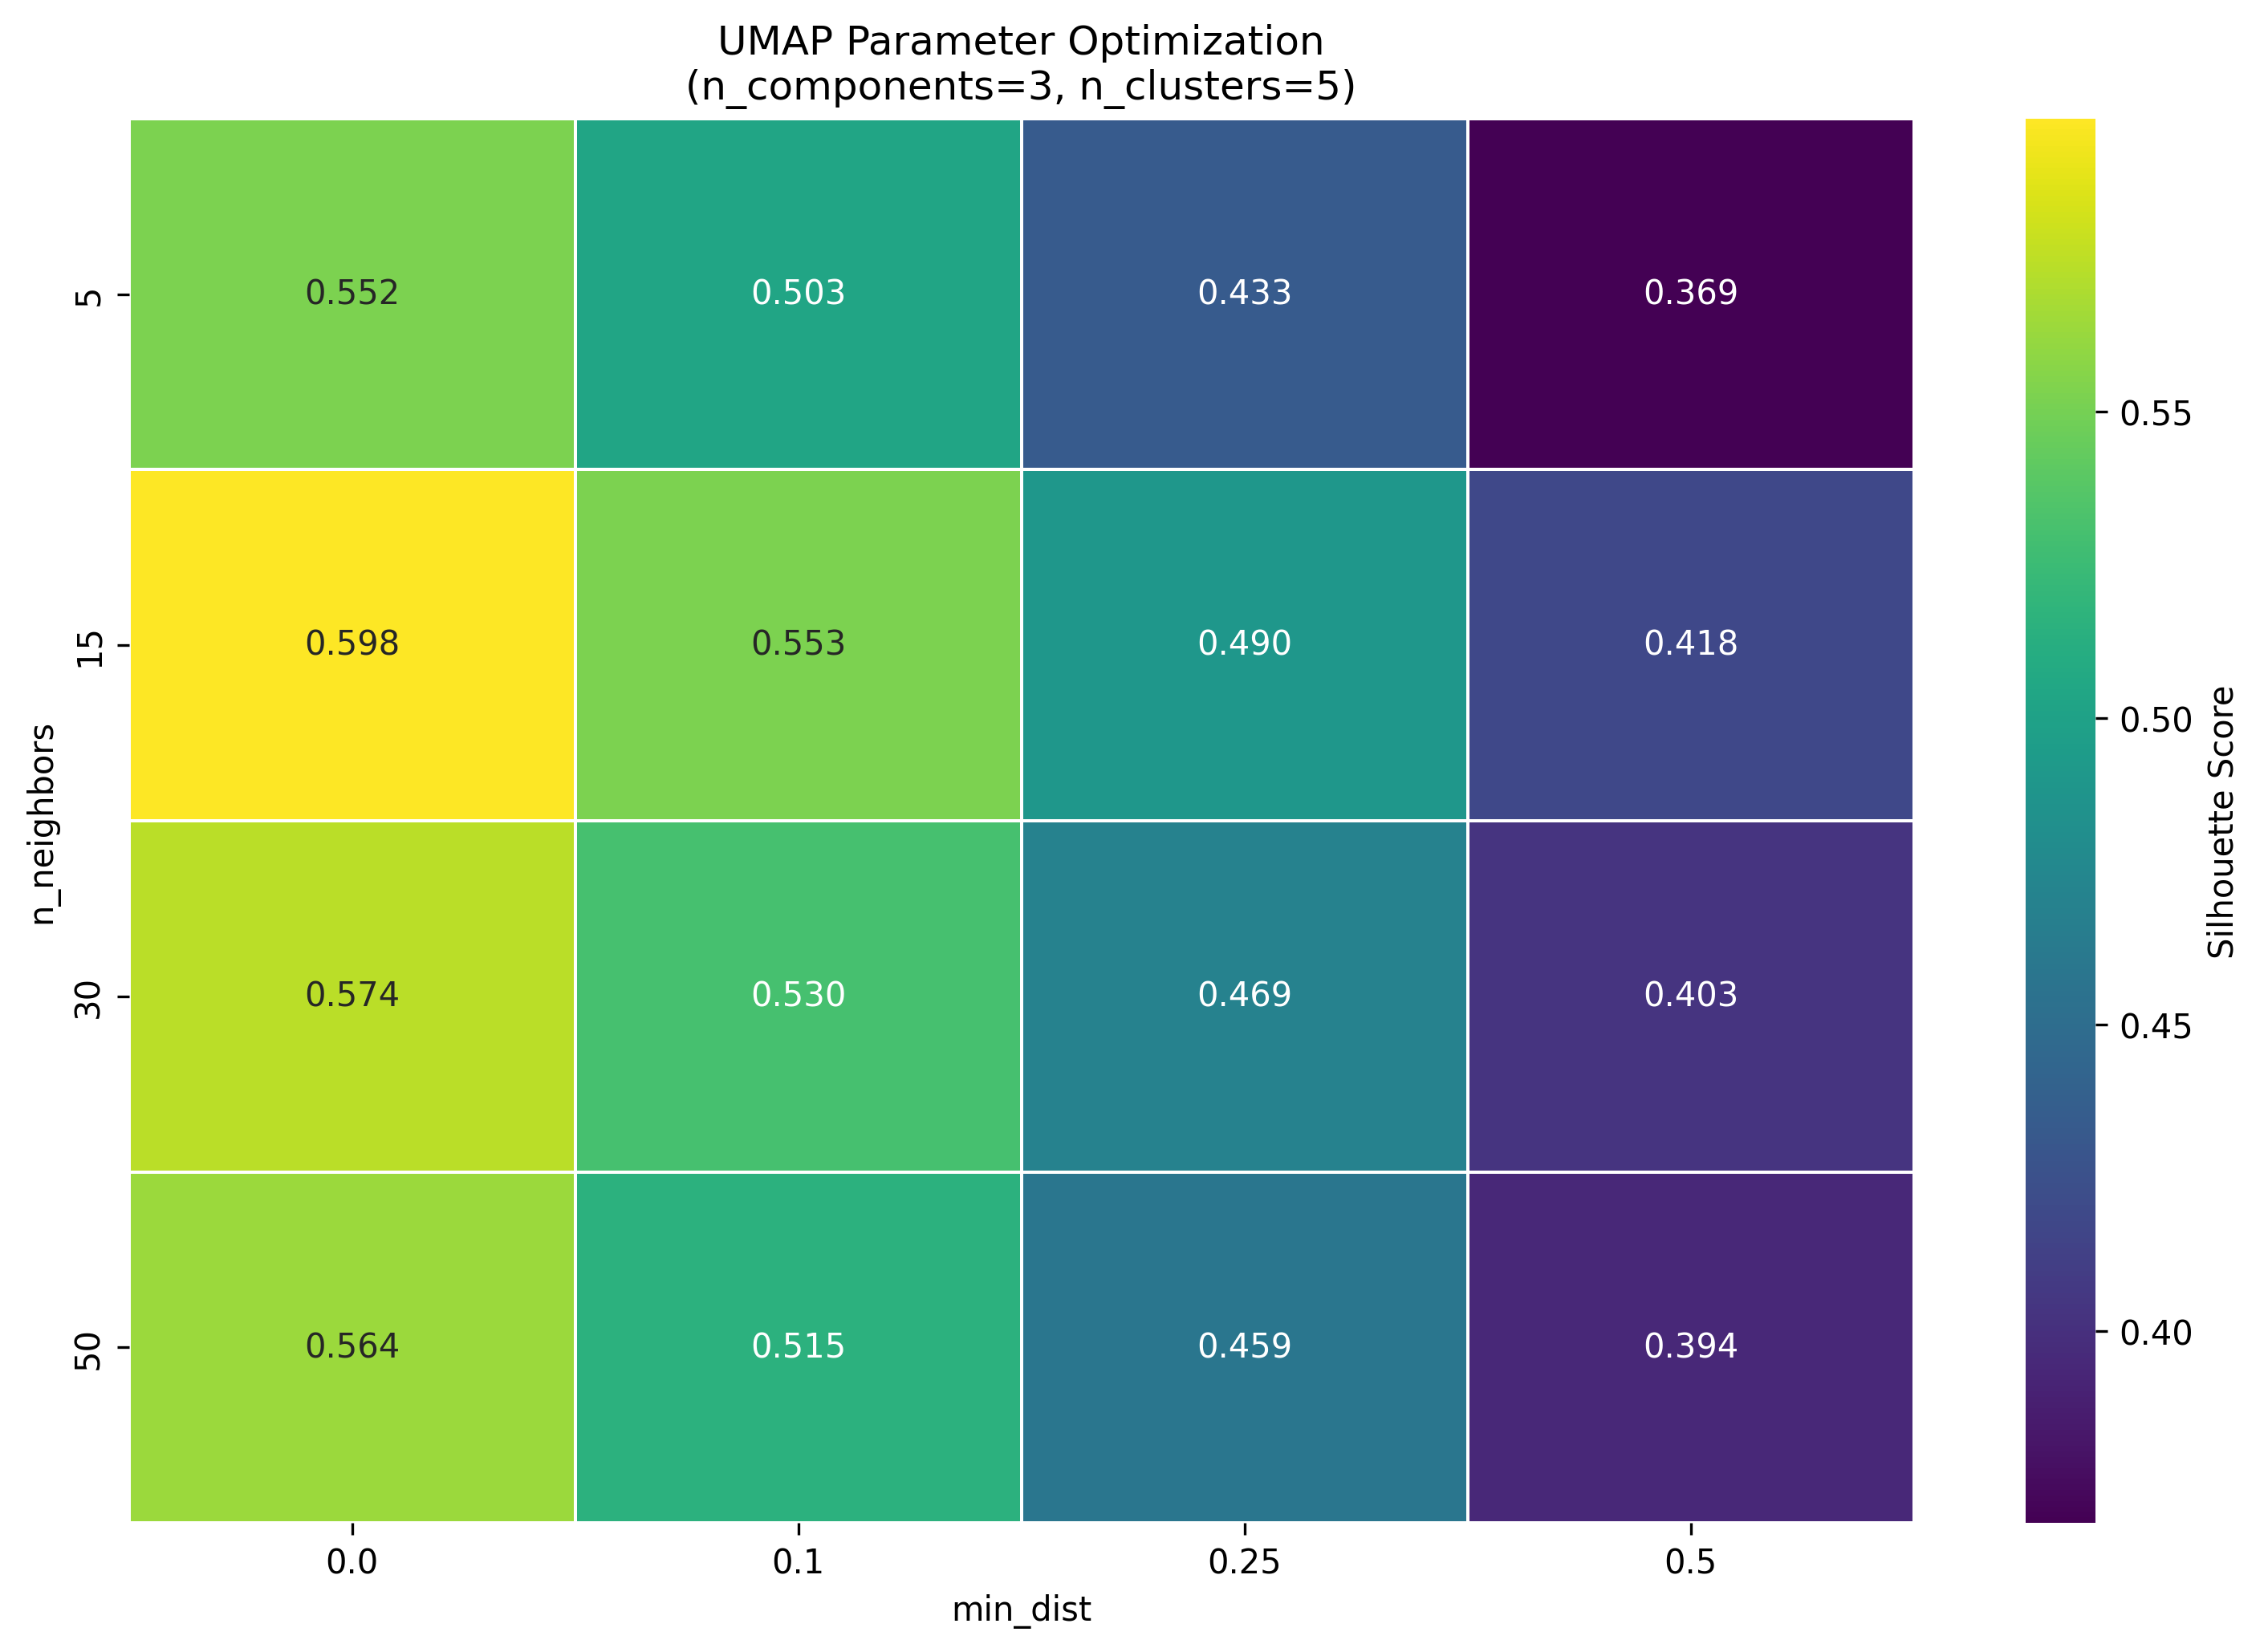 UMAP Parameter Optimization
(n_components=3, n_clusters=5)
n_neighbors
5
0.552 0.503 0.433 0.369
15
0.598 0.553 0.490 0.418
30
0.574 0.530 0.469 0.403
50
0.564 0.515 0.459 0.394
0.0 0.1 0.25 0.5
min_dist
0.55
0.50
0.45
0.40
Silhouette Score